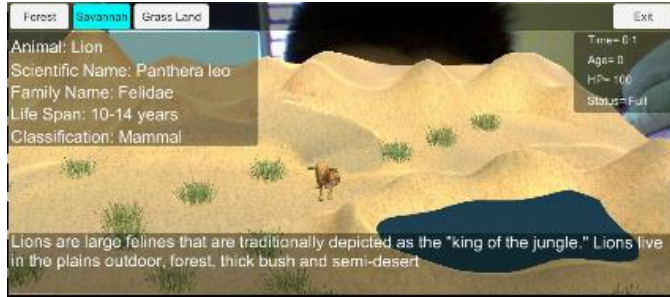 Forest Savannah Grass Land Exit
Animal: Lion
Scientific Name: Panthera leo
Family Name: Felidae
Life Span: 10-14 years
Classification: Mammal
Time= 0:1
Age= 0
HP= 100
Status= Full
Lions are large felines that are traditionally depicted as the "king of the jungle." Lions live
in the plains outdoor, forest, thick bush and semi-desert